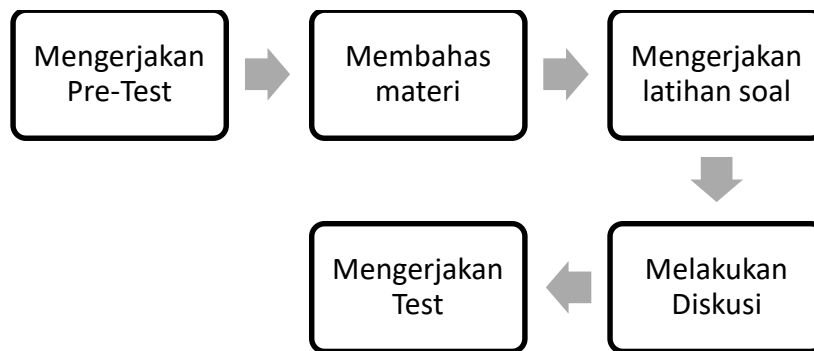 Mengerjakan
Pre-Test
Membahas
materi
Mengerjakan
latihan soal
Melakukan
Diskusi
Mengerjakan
Test